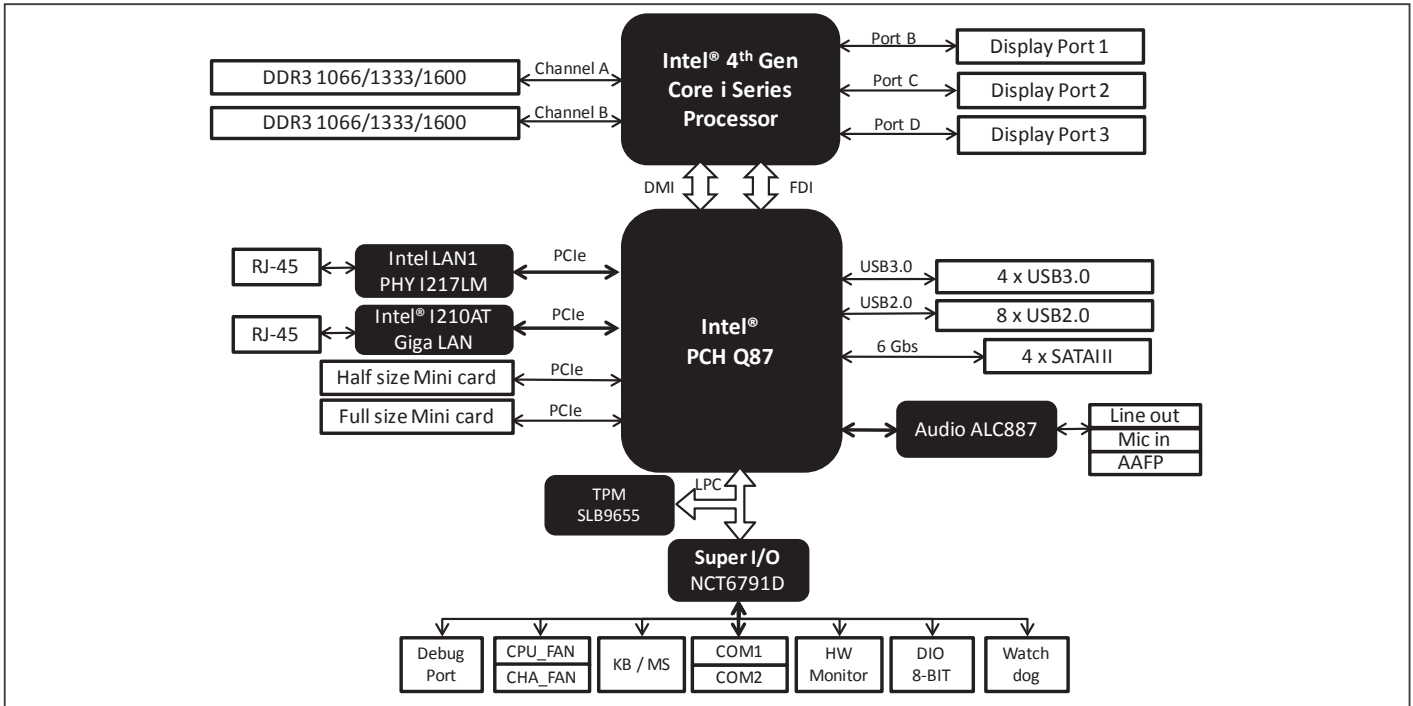 Intel® 4th Gen
Core i Series
Processor
DDR3 1066/1333/1600
Channel A
DDR3 1066/1333/1600
Channel B
Port B
Display Port 1
Port C
Display Port 2
Port D
Display Port 3
DMI
FDI
Intel®
PCH Q87
RJ-45
Intel LAN1
PHY I217LM
PCIe
RJ-45
Intel® I210AT
Giga LAN
PCIe
Half size Mini card
PCIe
Full size Mini card
PCIe
USB3.0
4 x USB3.0
USB2.0
8 x USB2.0
6 Gbs
4 x SATAIII
Audio ALC887
Line out
Mic in
AAFP
TPM
SLB9655
LPC
Super I/O
NCT6791D
Debug
Port
CPU_FAN
CHA_FAN
KB / MS
COM1
COM2
HW
Monitor
DIO
8-BIT
Watch
dog